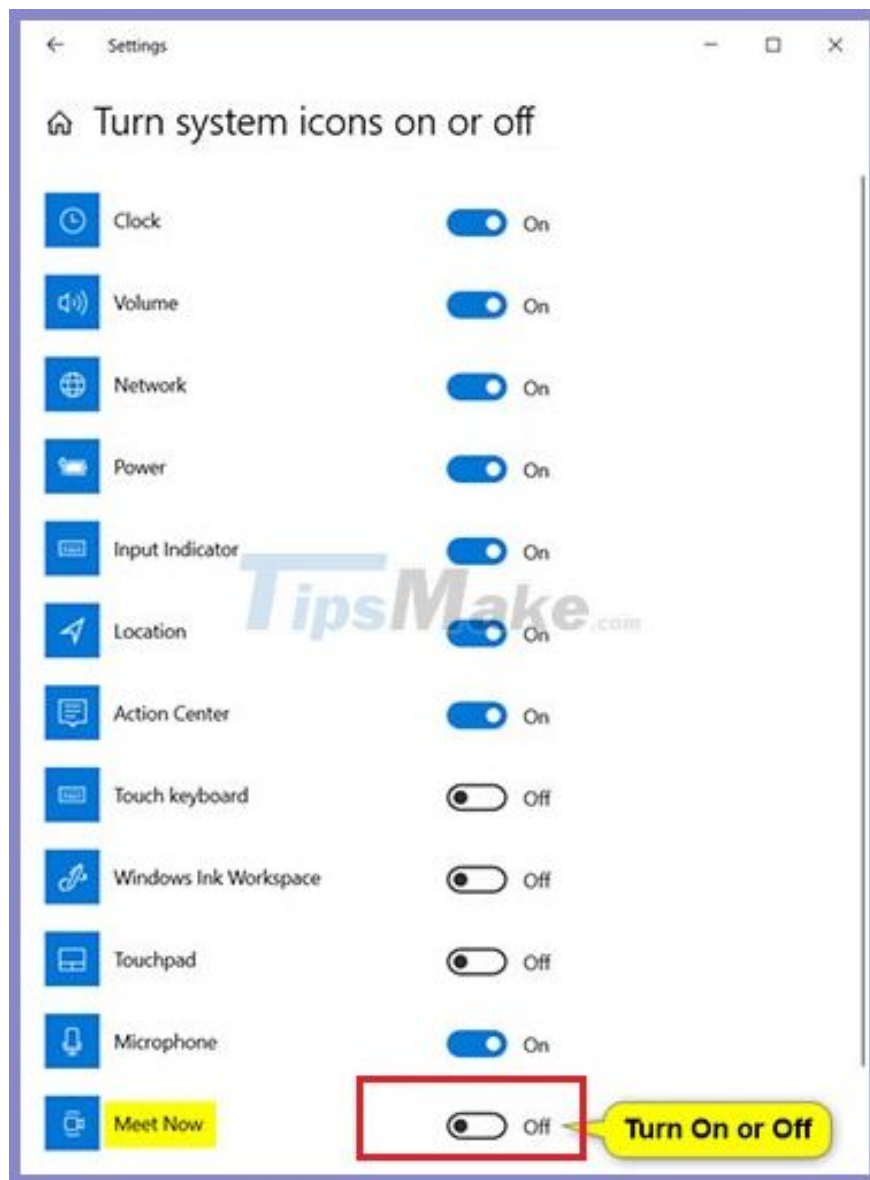 Settings
Turn system icons on or off
Clock On
Volume On
Network On
Power On
Input Indicator On
TipsMake.com
Location On
Action Center On
Touch keyboard Off
Windows Ink Workspace Off
Touchpad Off
Microphone On
Meet Now Off Turn On or Off